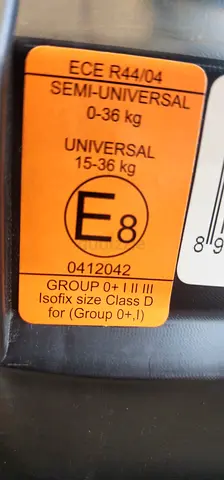 ECE R44/04
SEMI-UNIVERSAL
0-36 kg
UNIVERSAL
15-36 kg
E8
0412042
GROUP 0+ I II III
Isofix size Class D
for (Group 0+,I)
8